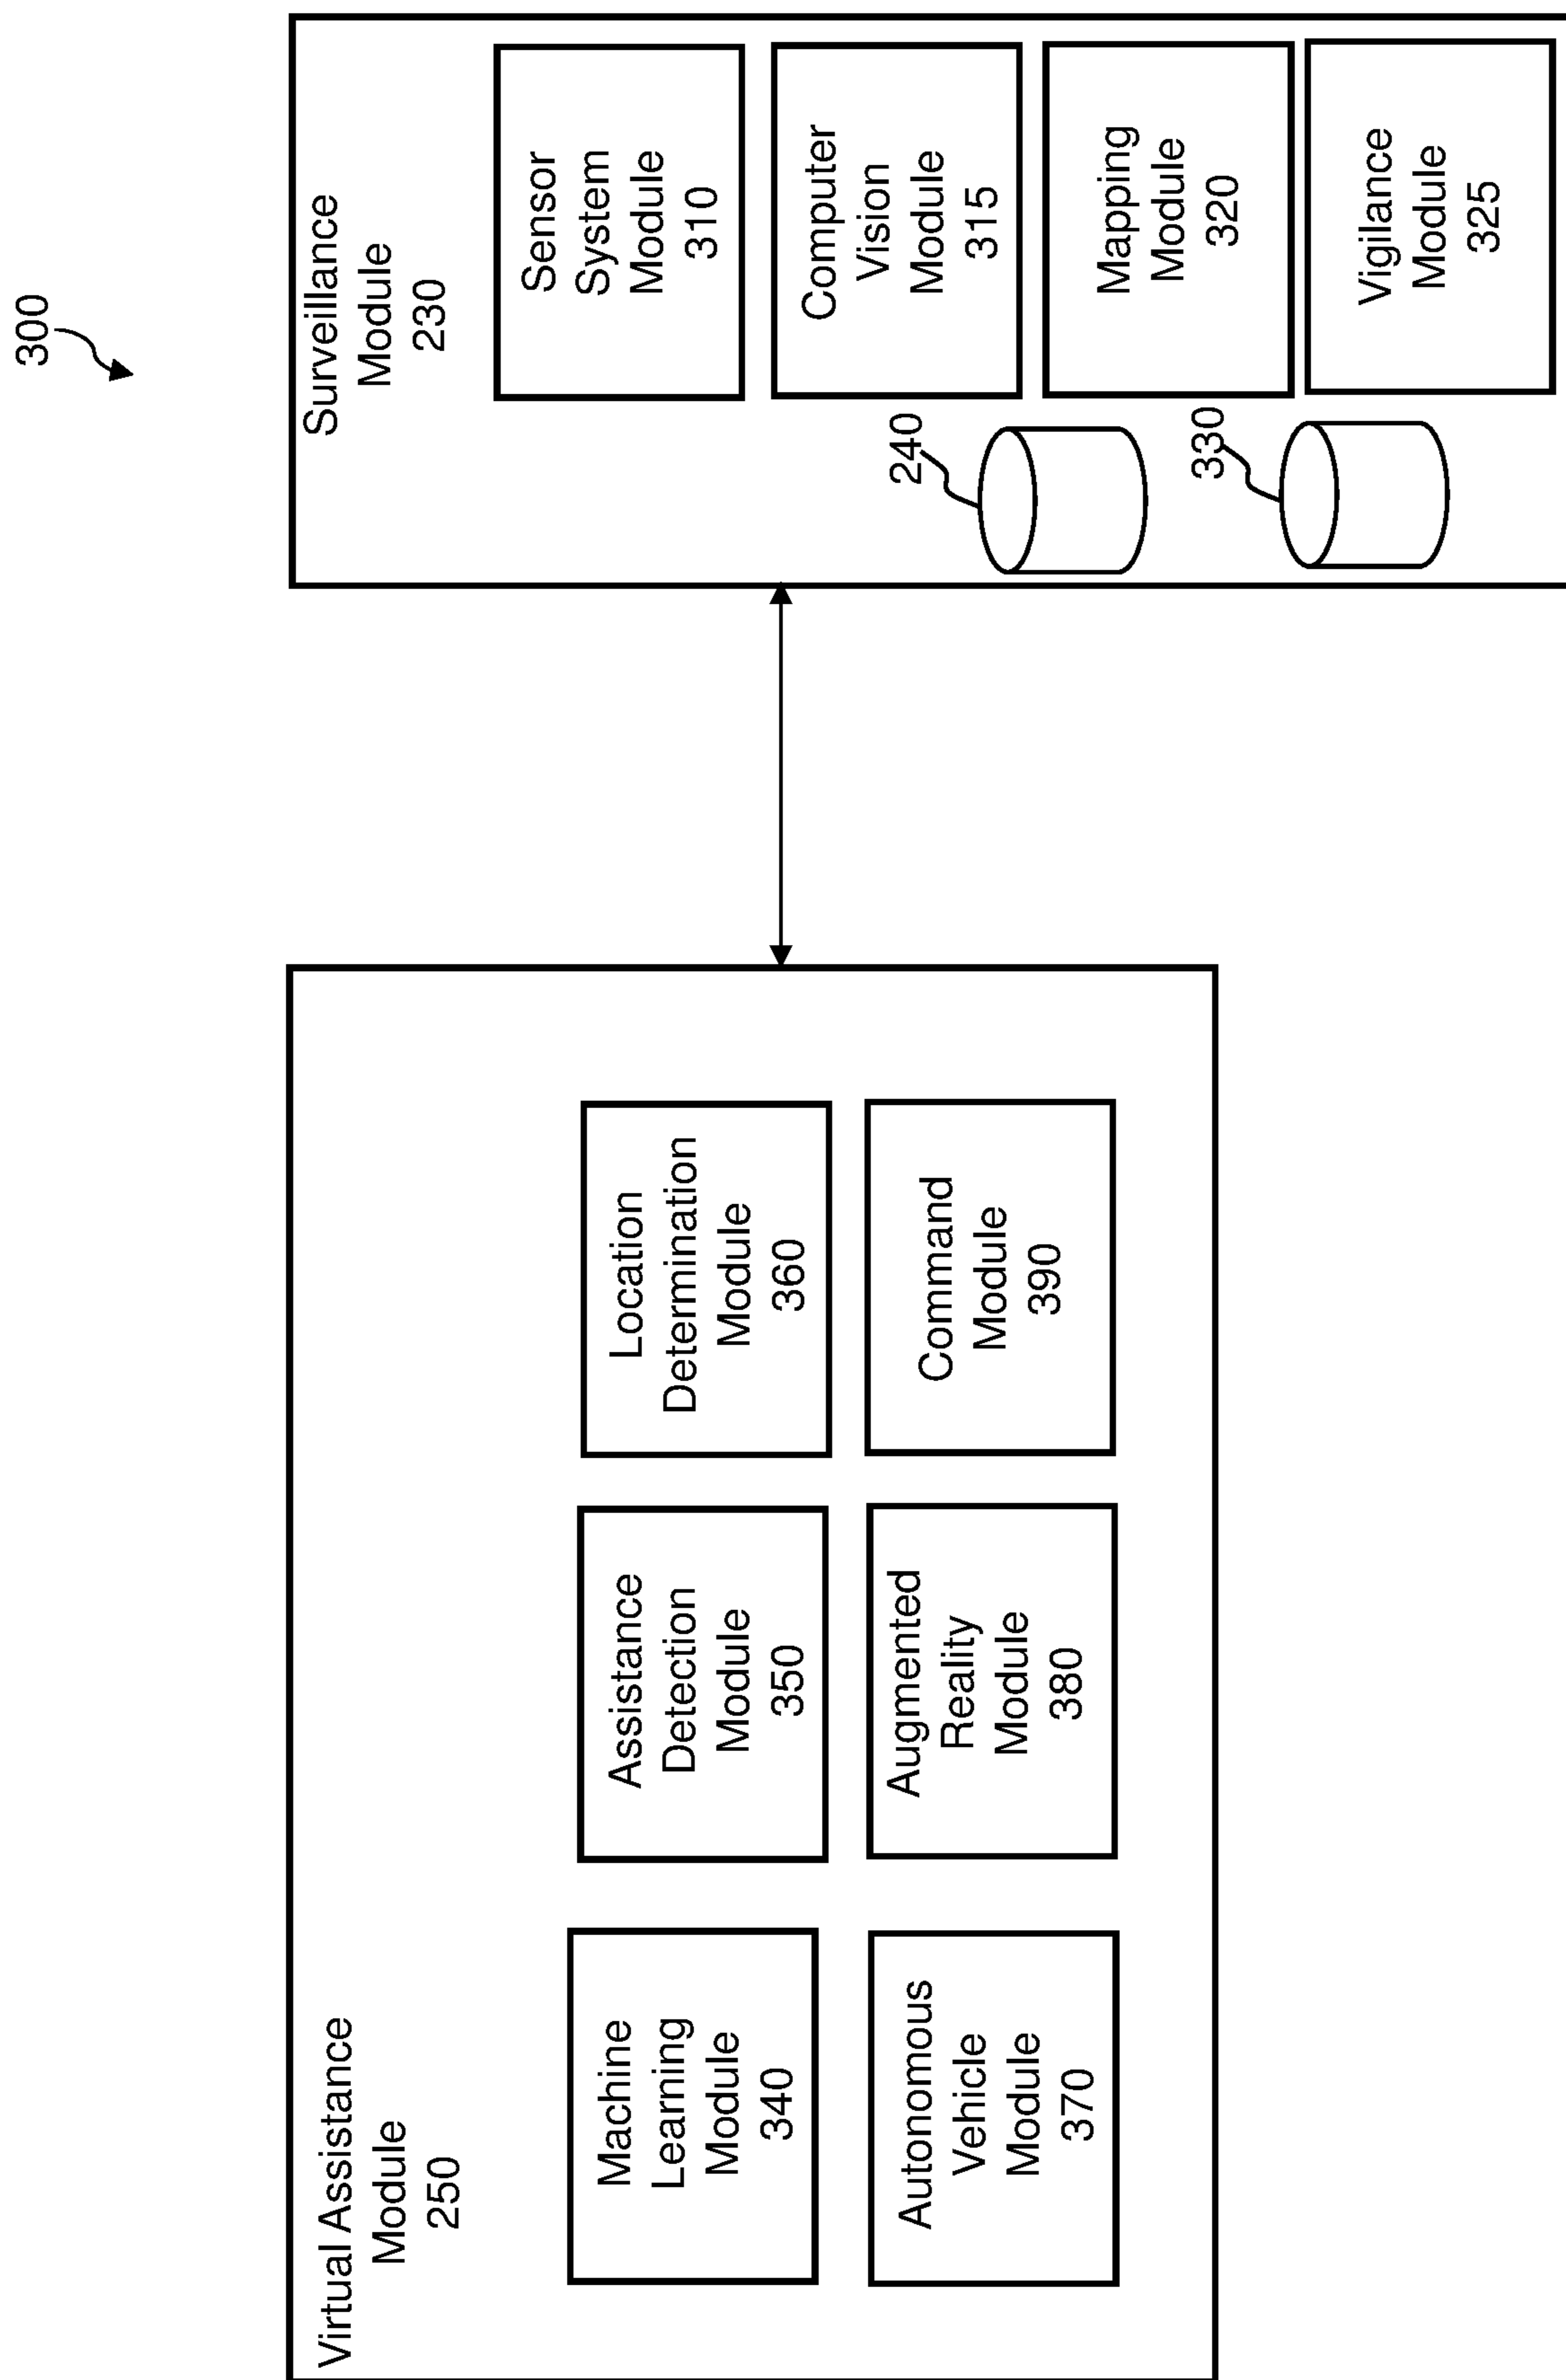 300
Virtual Assistance
Module
250
Machine
Learning
Module
340
Assistance
Detection
Module
350
Location
Determination
Module
360
Autonomous
Vehicle
Module
370
Augmented
Reality
Module
380
Command
Module
390
Surveillance
Module
230
Sensor
System
Module
310
Computer
Vision
Module
315
Mapping
Module
320
Vigilance
Module
325
240
330